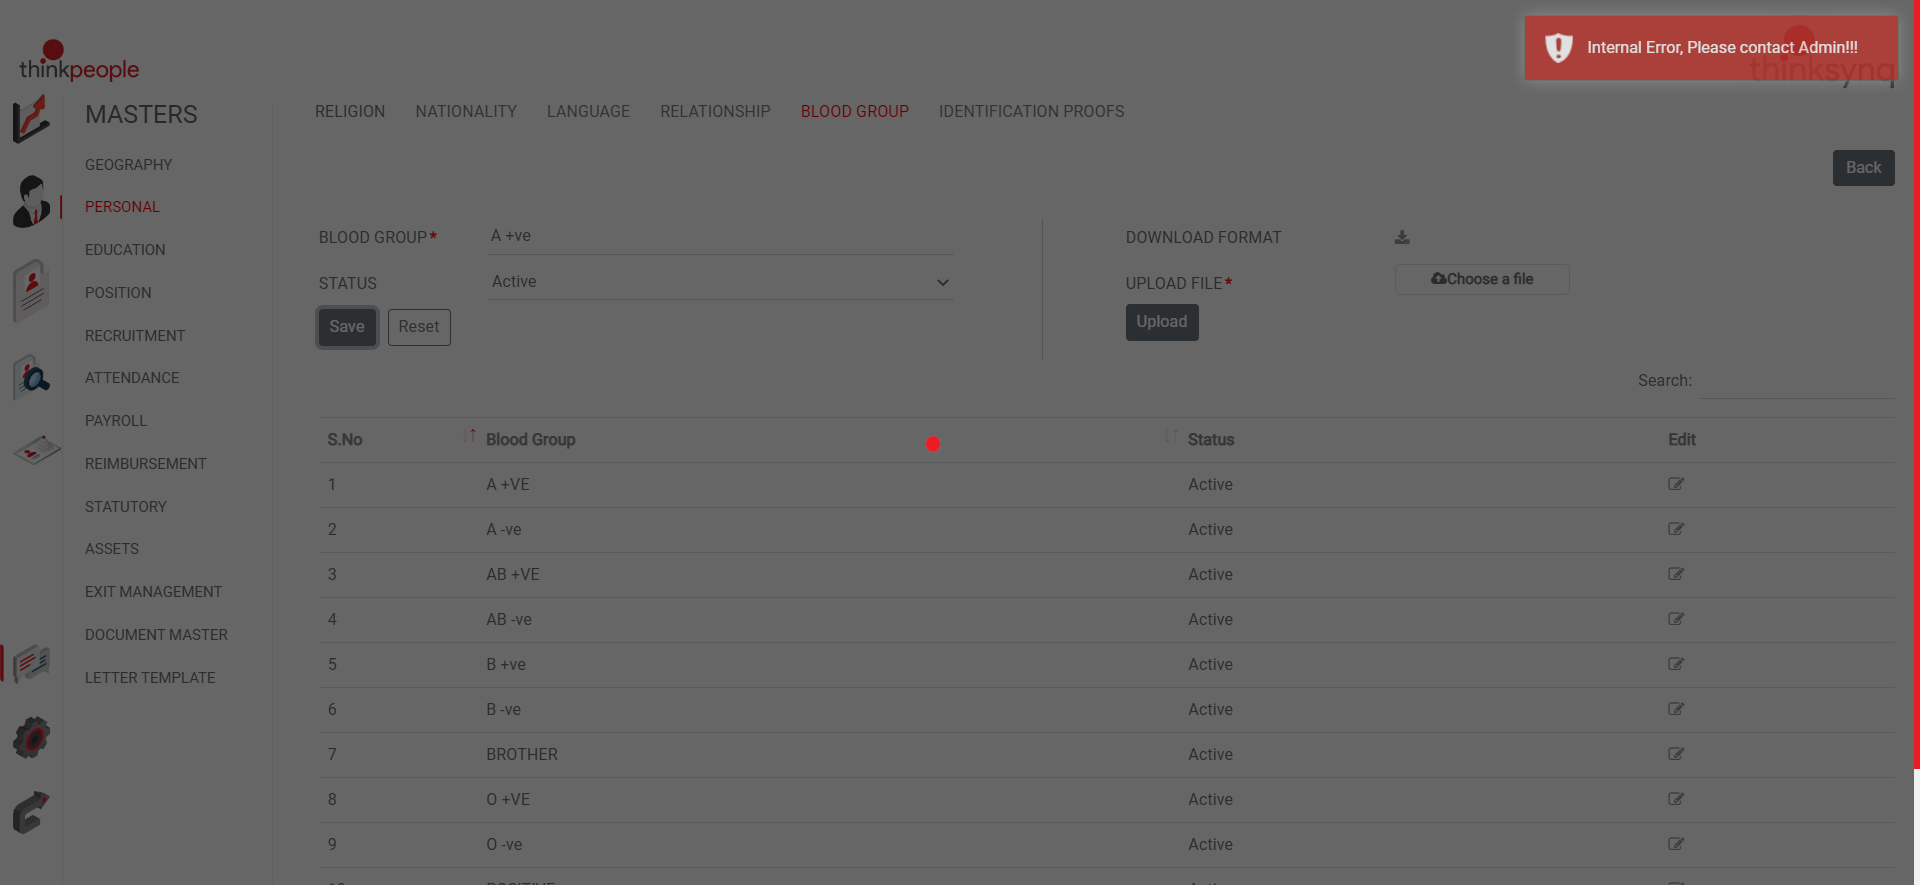 Internal Error, Please contact Admin!!!
thinkpeople
thinksynq
MASTERS
RELIGION NATIONALITY LANGUAGE RELATIONSHIP BLOOD GROUP IDENTIFICATION PROOFS
GEOGRAPHY
PERSONAL
EDUCATION
POSITION
RECRUITMENT
ATTENDANCE
PAYROLL
REIMBURSEMENT
STATUTORY
ASSETS
EXIT MANAGEMENT
DOCUMENT MASTER
LETTER TEMPLATE
Back
BLOOD GROUP* A +ve
STATUS Active
Save Reset
DOWNLOAD FORMAT
UPLOAD FILE* Choose a file
Upload
Search:
S.No Blood Group Status Edit
1 A +VE Active
2 A -ve Active
3 AB +VE Active
4 AB -ve Active
5 B +ve Active
6 B -ve Active
7 BROTHER Active
8 O +VE Active
9 O -ve Active